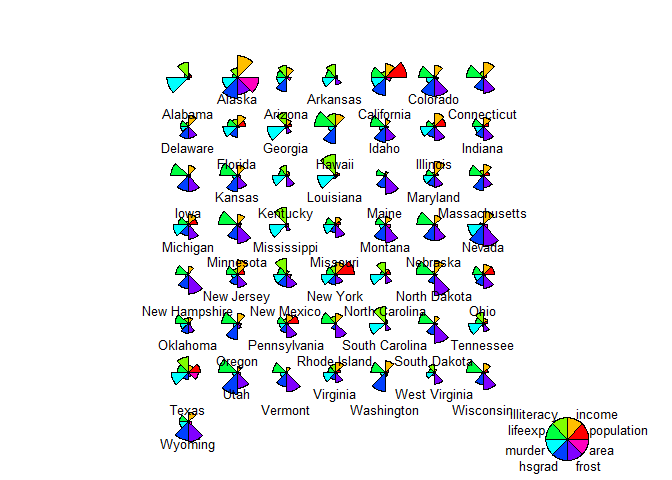 Alabama
Alaska
Arizona
Arkansas
California
Colorado
Connecticut
Delaware
Florida
Georgia
Hawaii
Idaho
Illinois
Indiana
Iowa
Kansas
Kentucky
Louisiana
Maine
Maryland
Massachusetts
Michigan
Minnesota
Mississippi
Missouri
Montana
Nebraska
Nevada
New Hampshire
New Jersey
New Mexico
New York
North Carolina
North Dakota
Ohio
Oklahoma
Oregon
Pennsylvania
Rhode Island
South Carolina
South Dakota
Tennessee
Texas
Utah
Vermont
Virginia
Washington
West Virginia
Wisconsin
Wyoming
illiteracy
income
lifeexp
population
murder
area
hsgrad
frost